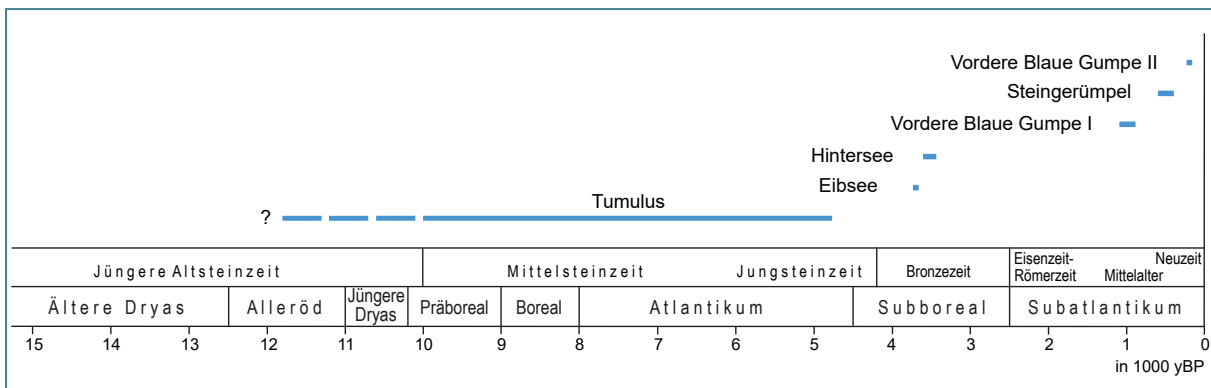 Vordere Blaue Gumpe II
Steingerümpel
Vordere Blaue Gumpe I
Hintersee
Eibsee
Tumulus
?
Jüngere Altsteinzeit Mittelsteinzeit Jungsteinzeit Bronzezeit Eisenzeit- Neuzeit
Römerzeit Mittelalter
Ältere Dryas Alleröd Jüngere Dryas Präboreal Boreal Atlantikum Subboreal Subatlantikum
15 14 13 12 11 10 9 8 7 6 5 4 3 2 1 0
in 1000 yBP